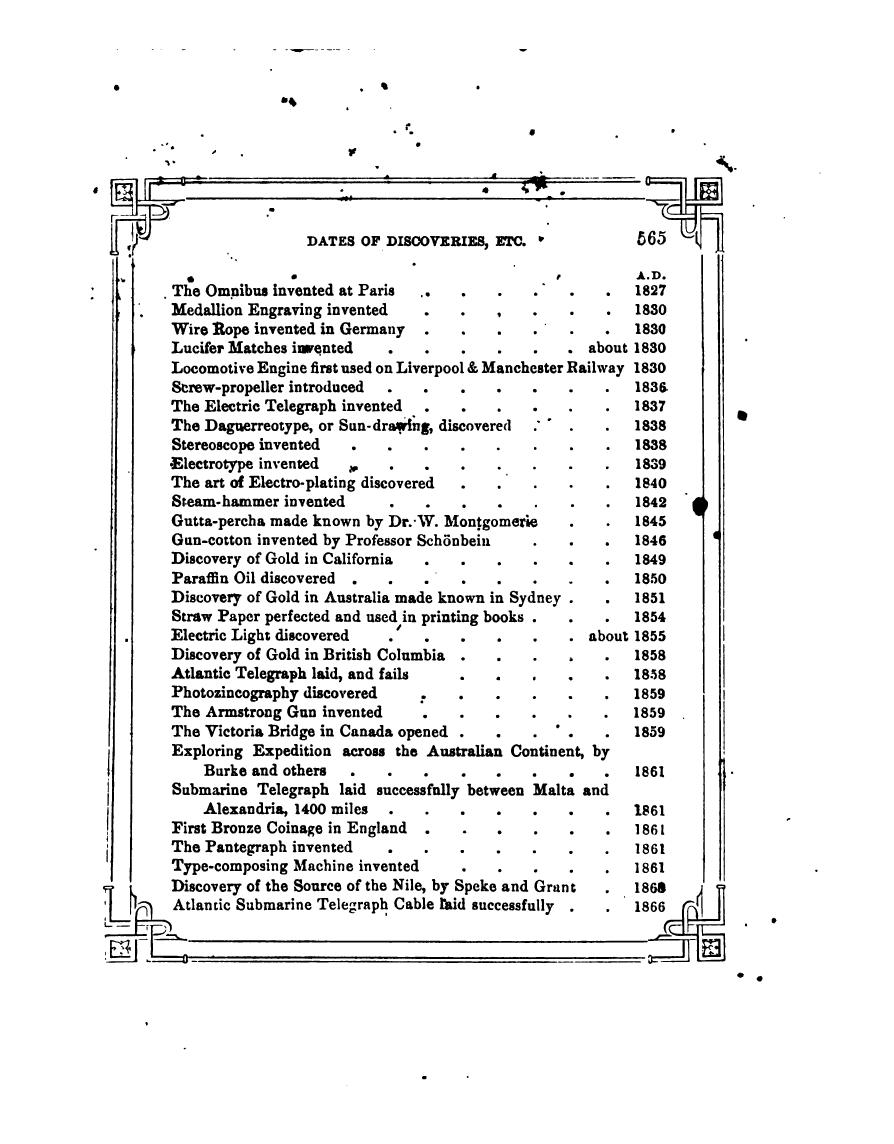 DATES OF DISCOVERIES, ETC. 565
A.D.
The Omnibus invented at Paris . . . . . . 1827
Medallion Engraving invented . . . . . . 1830
Wire Rope invented in Germany . . . . . . 1830
Lucifer Matches invented . . . . . . about 1830
Locomotive Engine first used on Liverpool & Manchester Railway 1830
Screw-propeller introduced . . . . . . . 1836
The Electric Telegraph invented . . . . . . 1837
The Daguerreotype, or Sun-drawing, discovered . . . 1838
Stereoscope invented . . . . . . . . 1838
Electrotype invented . . . . . . . . 1839
The art of Electro-plating discovered . . . . . 1840
Steam-hammer invented . . . . . . . 1842
Gutta-percha made known by Dr. W. Montgomerie . . 1845
Gun-cotton invented by Professor Schönbein . . . 1846
Discovery of Gold in California . . . . . . 1849
Paraffin Oil discovered . . . . . . . . 1850
Discovery of Gold in Australia made known in Sydney . . 1851
Straw Paper perfected and used in printing books . . . 1854
Electric Light discovered . . . . . . about 1855
Discovery of Gold in British Columbia . . . . . 1858
Atlantic Telegraph laid, and fails . . . . . 1858
Photozincography discovered . . . . . . 1859
The Armstrong Gun invented . . . . . . 1859
The Victoria Bridge in Canada opened . . . . . 1859
Exploring Expedition across the Australian Continent, by
Burke and others . . . . . . . . 1861
Submarine Telegraph laid successfully between Malta and
Alexandria, 1400 miles . . . . . . . 1861
First Bronze Coinage in England . . . . . . 1861
The Pantegraph invented . . . . . . . 1861
Type-composing Machine invented . . . . . 1861
Discovery of the Source of the Nile, by Speke and Grant .
Atlantic Submarine Telegraph Cable laid successfully . . 1866